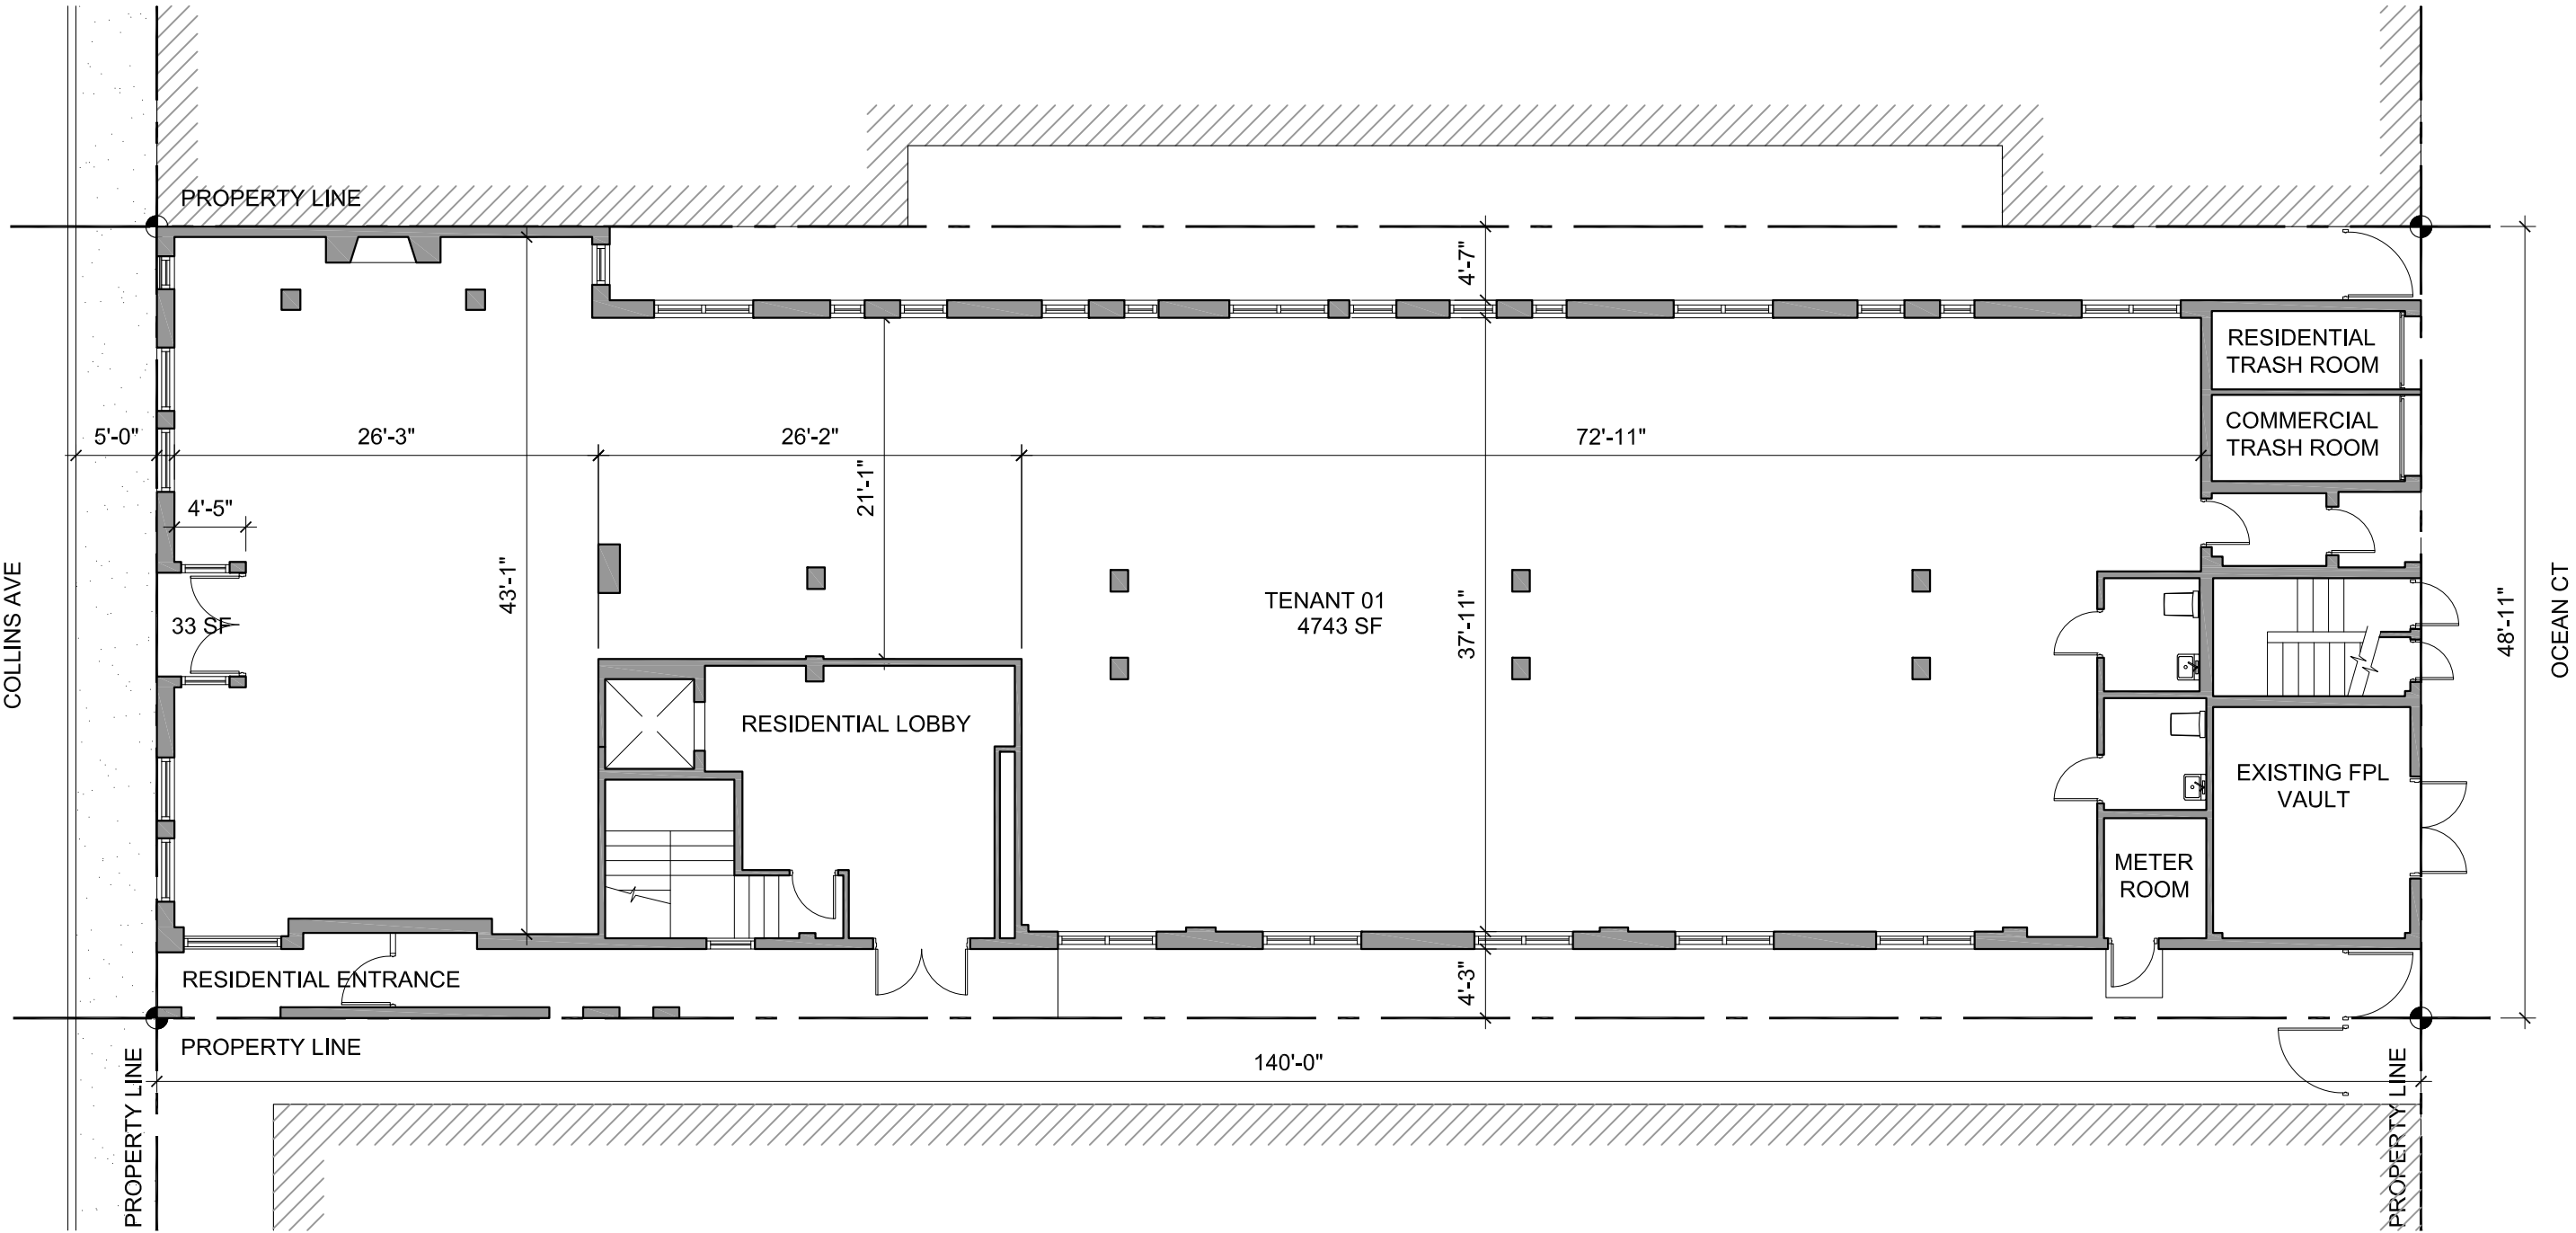 PROPERTY LINE
4'-7"
RESIDENTIAL
TRASH ROOM
COMMERCIAL
TRASH ROOM
5'-0"
26'-3"
26'-2"
72'-11"
21'-1"
4'-5"
43'-1"
COLLINS AVE
33 SF
TENANT 01
4743 SF
37'-11"
48'-11"
OCEAN CT
RESIDENTIAL LOBBY
EXISTING FPL
VAULT
METER
ROOM
RESIDENTIAL ENTRANCE
4'-3"
PROPERTY LINE
140'-0"
PROPERTY LINE
PROPERTY LINE